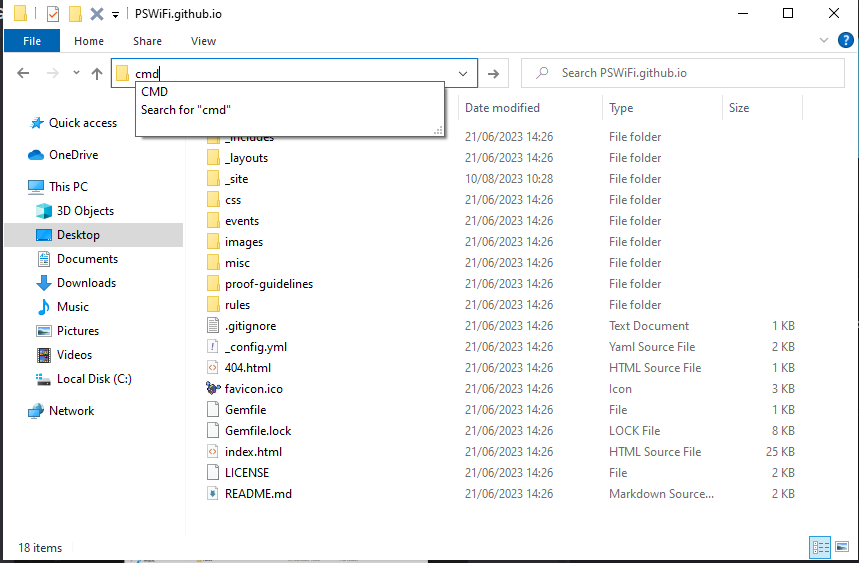 PSWiFi.github.io
File Home Share View
cmd
Search PSWiFi.github.io
CMD
Search for "cmd"
Date modified Type Size
Quick access
OneDrive
This PC
3D Objects
Desktop
Documents
Downloads
Music
Pictures
Videos
Local Disk (C:)
Network
_includes 21/06/2023 14:26 File folder
_layouts 21/06/2023 14:26 File folder
_site 10/08/2023 10:28 File folder
css 21/06/2023 14:26 File folder
events 21/06/2023 14:26 File folder
images 21/06/2023 14:26 File folder
misc 21/06/2023 14:26 File folder
proof-guidelines 21/06/2023 14:26 File folder
rules 21/06/2023 14:26 File folder
.gitignore 21/06/2023 14:26 Text Document 1 KB
_config.yml 21/06/2023 14:26 Yaml Source File 2 KB
404.html 21/06/2023 14:26 HTML Source File 1 KB
favicon.ico 21/06/2023 14:26 Icon 3 KB
Gemfile 21/06/2023 14:26 File 1 KB
Gemfile.lock 21/06/2023 14:26 LOCK File 8 KB
index.html 21/06/2023 14:26 HTML Source File 25 KB
LICENSE 21/06/2023 14:26 File 2 KB
README.md 21/06/2023 14:26 Markdown Source... 2 KB
18 items